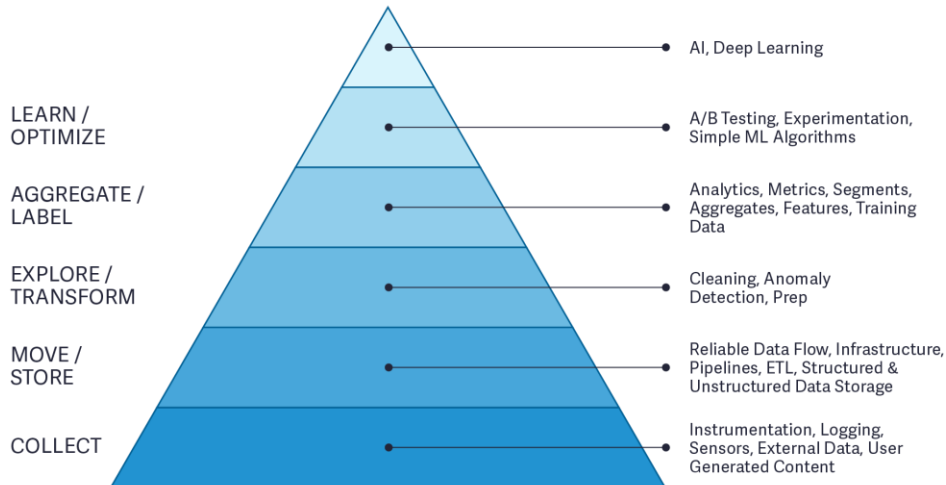 AI, Deep Learning
LEARN /
OPTIMIZE
A/B Testing, Experimentation,
Simple ML Algorithms
AGGREGATE /
LABEL
Analytics, Metrics, Segments,
Aggregates, Features, Training
Data
EXPLORE /
TRANSFORM
Cleaning, Anomaly
Detection, Prep
MOVE /
STORE
Reliable Data Flow, Infrastructure,
Pipelines, ETL, Structured &
Unstructured Data Storage
COLLECT
Instrumentation, Logging,
Sensors, External Data, User
Generated Content